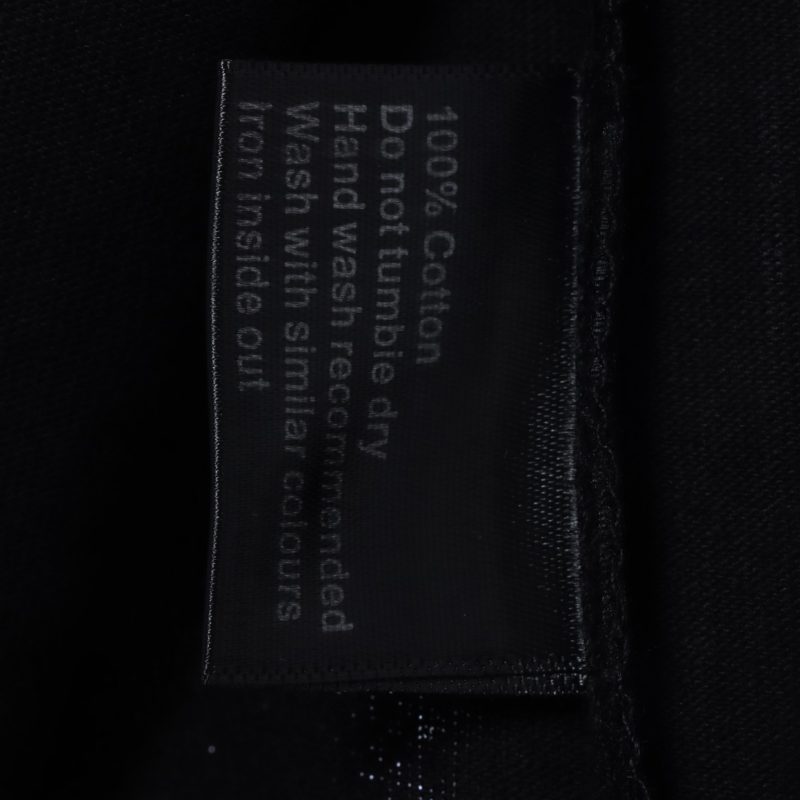 100% Cotton
Do not tumble dry
Hand wash recommended
Wash with similar colours
Iron inside out